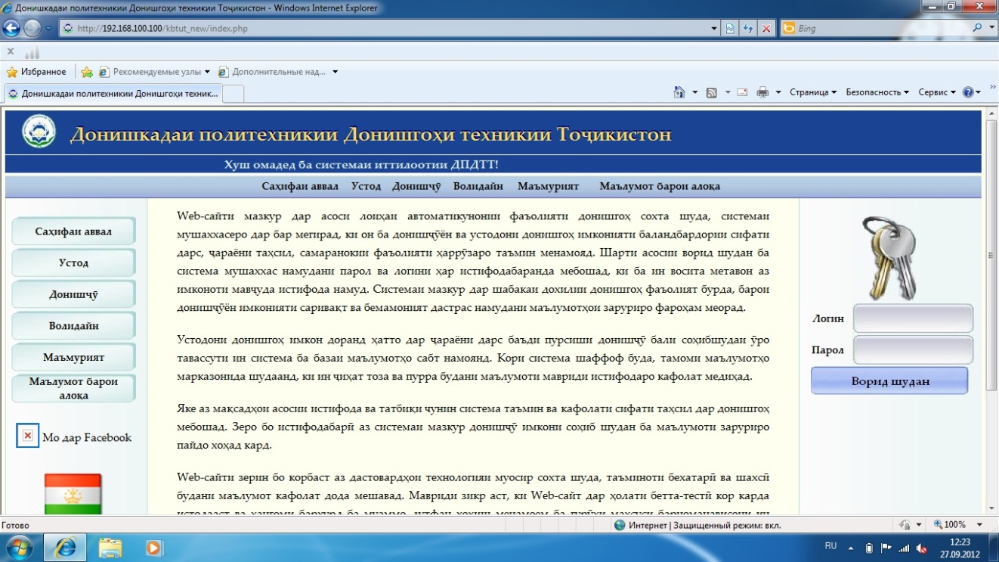 Донишкадаи политехникии Донишгоҳи техникии Тоҷикистон - Windows Internet Explorer
http://192.168.100.100/kbtut_new/index.php
Bing
Избранное Рекомендуемые узлы Дополнительные над...
Донишкадаи политехникии Донишгоҳи техник...
Страница Безопасность Сервис
Донишкадаи политехникии Донишгоҳи техникии Тоҷикистон
Хуш омадед ба системаи иттилоотии ДПДТТ!
Саҳифаи аввал Устод Донишҷӯ Волидайн Маъмурият Маълумот барои алоқа
Саҳифаи аввал
Устод
Донишҷӯ
Волидайн
Маъмурият
Маълумот барои
алоқа
Мо дар Facebook
Web-сайти мазкур дар асоси лоиҳаи автоматикунонии фаъолияти донишгоҳ сохта шуда, системаи
мушаххасеро дар бар мегирад, ки он ба донишҷӯён ва устодони донишгоҳ имконияти баландбардории сифати
дарс, ҷараёни таҳсил, самаранокии фаъолияти ҳаррӯзаро таъмин менамояд. Шарти асосии ворид шудан ба
система мушаххас намудани парол ва логини ҳар истифодабаранда мебошад, ки ба ин восита метавон аз
имконоти мавҷуда истифода намуд. Системаи мазкур дар шабакаи дохилии донишгоҳ фаъолият бурда, барои
донишҷӯён имконияти саривақт ва бемамоният дастрас намудани маълумотҳои заруриро фароҳам меорад.
Устодони донишгоҳ имкон доранд ҳатто дар ҷараёни дарс баъди пурсиши донишҷӯ бали соҳибшудаи ӯро
тавассути ин система ба базаи маълумотҳо сабт намоянд. Кори система шаффоф буда, тамоми маълумотҳо
марказонида шудаанд, ки ин ҷиҳат тоза ва пурра будани маълумоти мавриди истифодаро кафолат медиҳад.
Яке аз мақсадҳои асосии истифода ва татбиқи чунин система таъмин ва кафолати сифати таҳсил дар донишгоҳ
мебошад. Зеро бо истифодабарӣ аз системаи мазкур донишҷӯ имкони соҳиб шудан ба маълумоти заруриро
пайдо хоҳад кард.
Web-сайти зерин бо корбаст аз дастовардҳои технологияи муосир сохта шуда, таъминоти бехатарӣ ва шахсӣ
будани маълумот кафолат дода мешавад. Мавриди зикр аст, ки Web-сайт дар ҳолати бетта-тестӣ кор карда
Логин
Парол
Ворид шудан
Готово Интернет | Защищенный режим: вкл. 100%
RU 12:23
27.09.2012